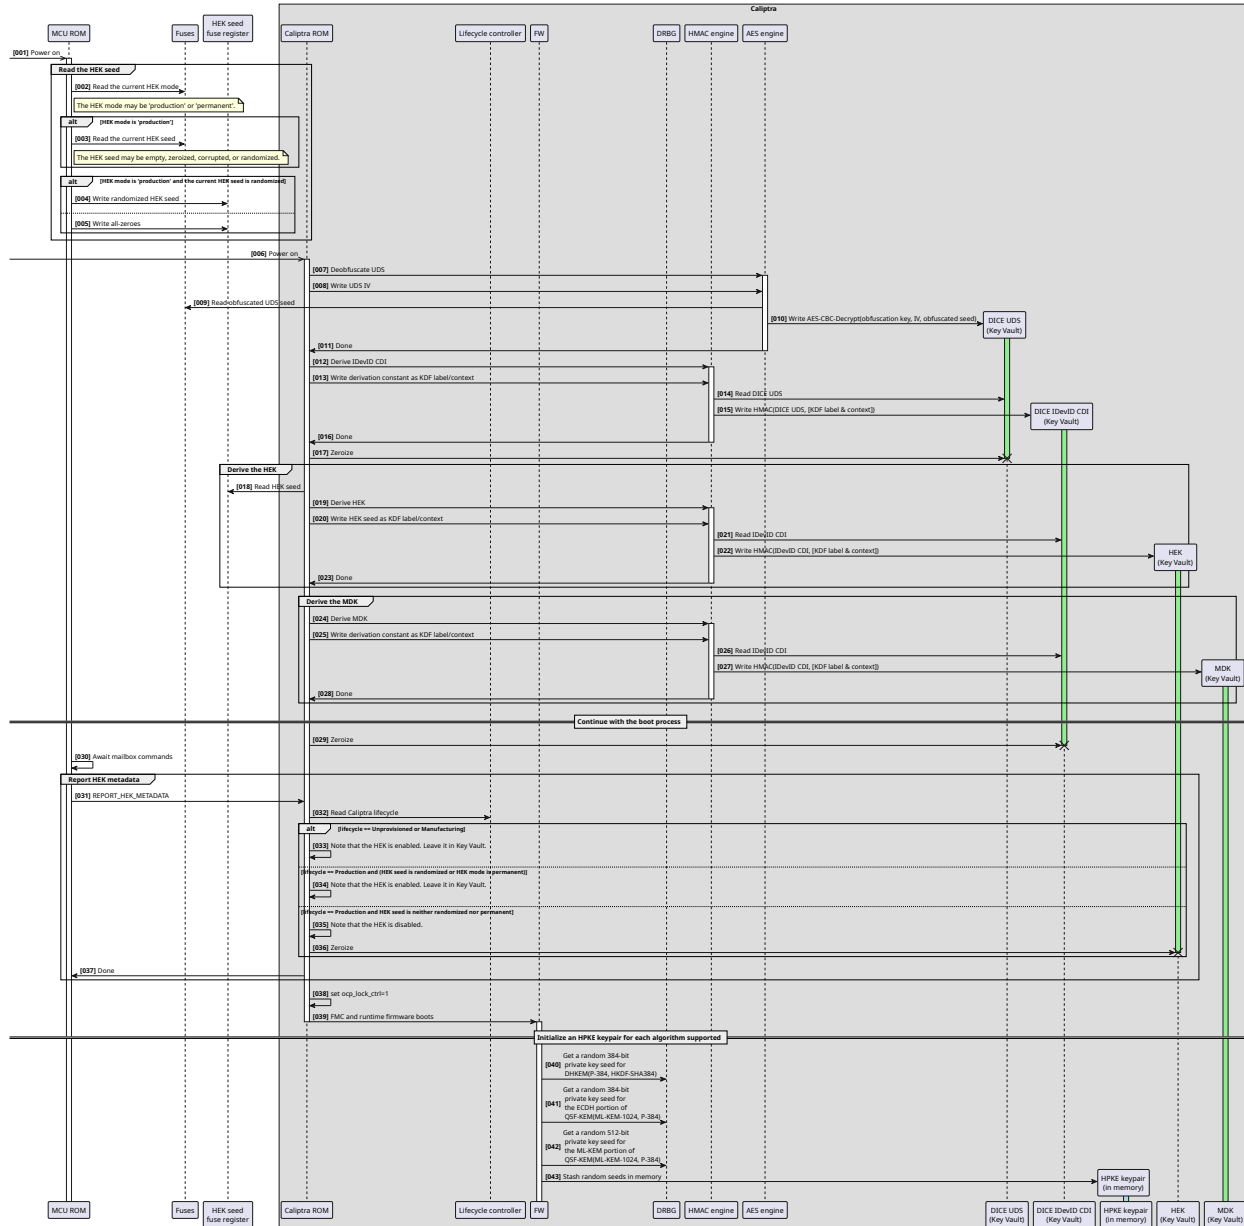 Caliptra
MCU ROM
Fuses
HEK seed
fuse register
Caliptra ROM
Lifecycle controller
FW
DRBG
HMAC engine
AES engine
[001] Power on
Read the HEK seed
[002] Read the current HEK mode
The HEK mode may be 'production' or 'permanent'.
alt [HEK mode is 'production']
[003] Read the current HEK seed
The HEK seed may be empty, zeroized, corrupted, or randomized.
alt [HEK mode is 'production' and the current HEK seed is randomized]
[004] Write randomized HEK seed
[005] Write all-zeroes
[006] Power on
[007] Deobfuscate UDS
[008] Write UDS IV
[009] Read obfuscated UDS seed
[010] Write AES-CBC-Decrypt(obfuscation key, IV, obfuscated seed)
DICE UDS
(Key Vault)
[011] Done
[012] Derive IDevID CDI
[013] Write derivation constant as KDF label/context
[014] Read DICE UDS
[015] Write HMAC(DICE UDS, [KDF label & context])
DICE IDevID CDI
(Key Vault)
[016] Done
[017] Zeroize
Derive the HEK
[018] Read HEK seed
[019] Derive HEK
[020] Write HEK seed as KDF label/context
[021] Read IDevID CDI
[022] Write HMAC(IDevID CDI, [KDF label & context])
HEK
(Key Vault)
[023] Done
Derive the MDK
[024] Derive MDK
[025] Write derivation constant as KDF label/context
[026] Read IDevID CDI
[027] Write HMAC(IDevID CDI, [KDF label & context])
MDK
(Key Vault)
[028] Done
Continue with the boot process
[029] Zeroize
[030] Await mailbox commands
Report HEK metadata
[031] REPORT_HEK_METADATA
[032] Read Caliptra lifecycle
alt [lifecycle == Unprovisioned or Manufacturing]
[033] Note that the HEK is enabled. Leave it in Key Vault.
[lifecycle == Production and (HEK seed is randomized or HEK mode is permanent)]
[034] Note that the HEK is enabled. Leave it in Key Vault.
[lifecycle == Production and HEK seed is neither randomized nor permanent]
[035] Note that the HEK is disabled.
[036] Zeroize
[037] Done
[038] set ocp_lock_ctrl=1
[039] FMC and runtime firmware boots
Initialize an HPKE keypair for each algorithm supported
Get a random 384-bit
[040] private key seed for
DHKEM(P-384, HKDF-SHA384)
Get a random 384-bit
private key seed for
[041] the ECDH portion of
QSF-KEM(ML-KEM-1024, P-384)
Get a random 512-bit
private key seed for
[042] the ML-KEM portion of
QSF-KEM(ML-KEM-1024, P-384)
[043] Stash random seeds in memory
HPKE keypair
(in memory)
MCU ROM
Fuses
HEK seed
fuse register
Caliptra ROM
Lifecycle controller
FW
DRBG
HMAC engine
AES engine
DICE UDS
(Key Vault)
DICE IDevID CDI
(Key Vault)
HPKE keypair
(in memory)
HEK
(Key Vault)
MDK
(Key Vault)